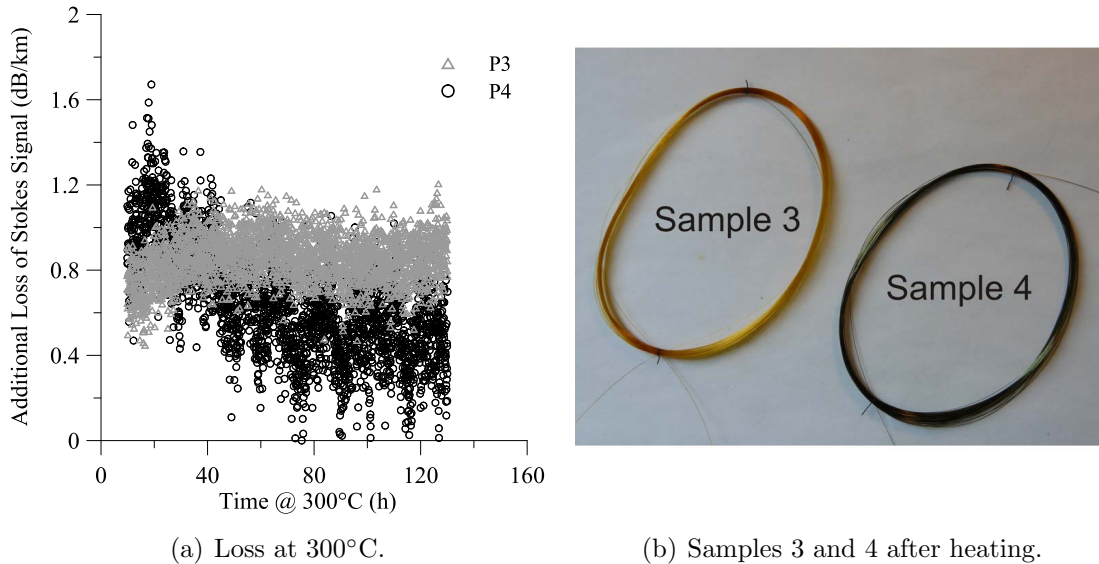 Additional Loss of Stokes Signal (dB/km)
2
1.6
1.2
0.8
0.4
0
0
40
80
120
160
Time @ 300°C (h)
P3
P4
Sample 3
Sample 4
(a) Loss at 300°C.
(b) Samples 3 and 4 after heating.